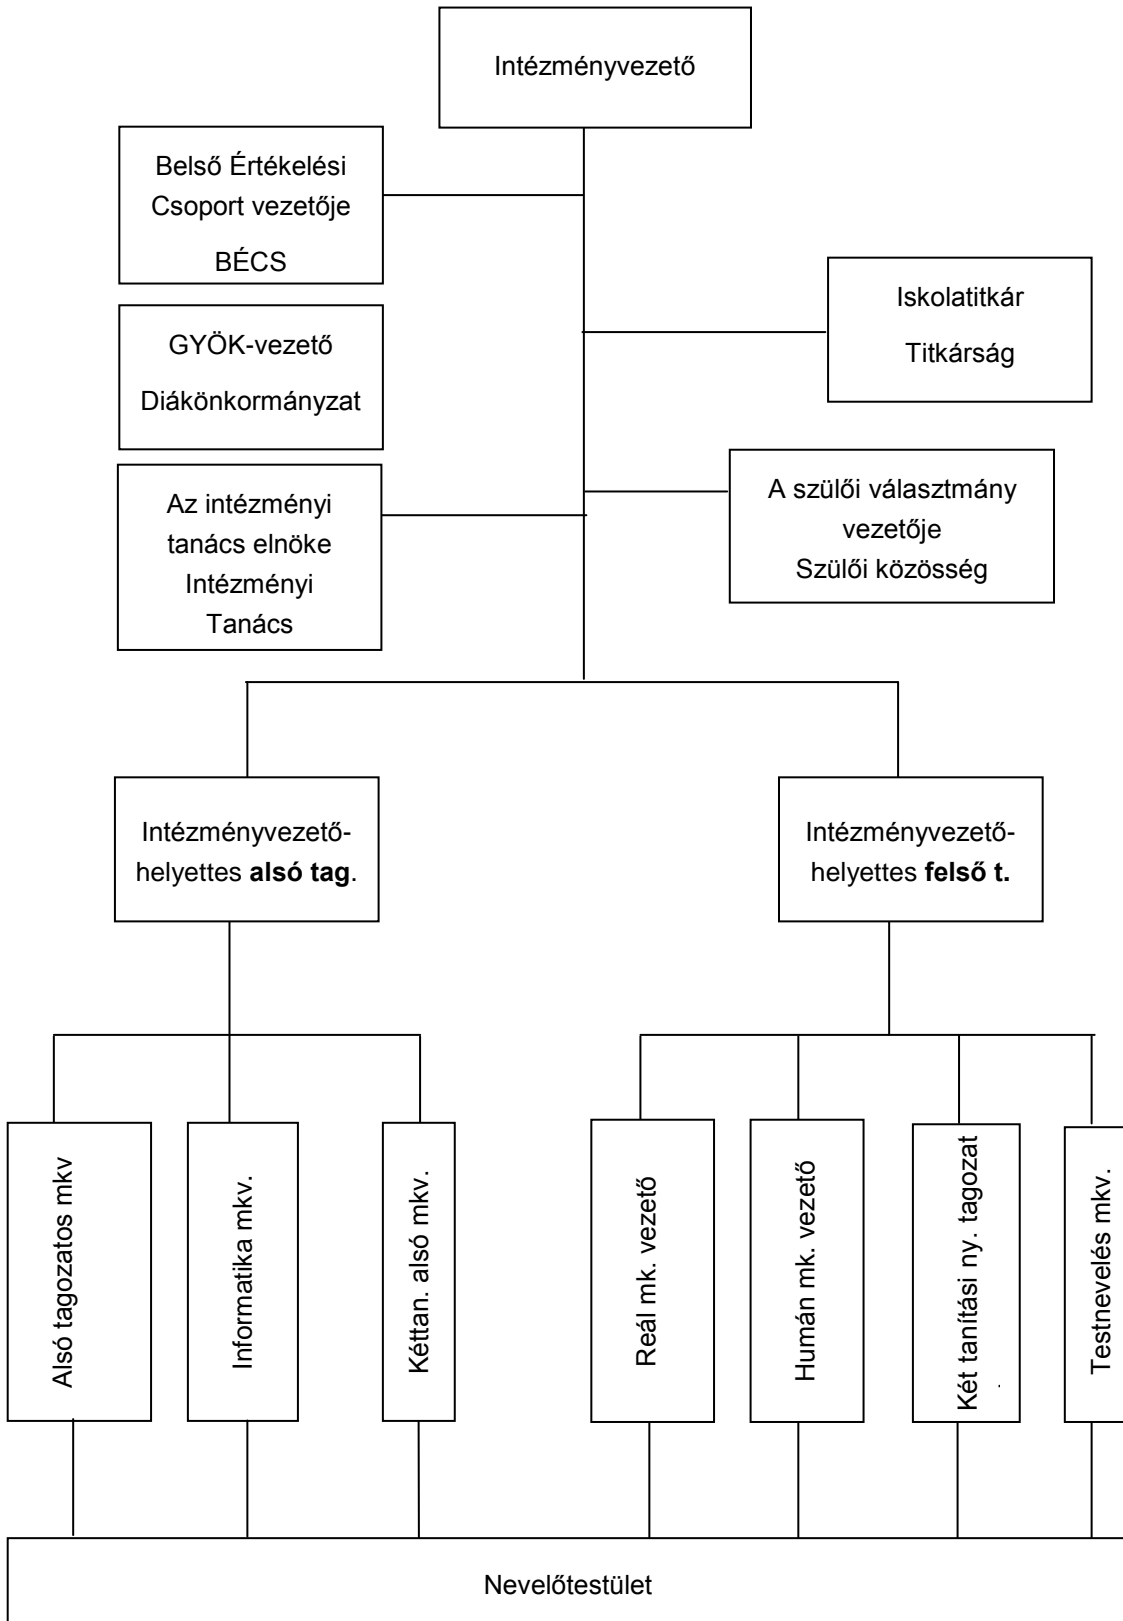 Intézményvezető
Belső Értékelési
Csoport vezetője
BÉCS
Iskolatitkár
Titkárság
GYÖK-vezető
Diákönkormányzat
Az intézményi
tanács elnöke
Intézményi
Tanács
A szülői választmány
vezetője
Szülői közösség
Intézményvezető-
helyettes alsó tag.
Intézményvezető-
helyettes felső t.
Alsó tagozatos mkv
Informatika mkv.
Kéttan. alsó mkv.
Reál mk. vezető
Humán mk. vezető
Két tanítási ny. tagozat
Testnevelés mkv.
Nevelőtestület